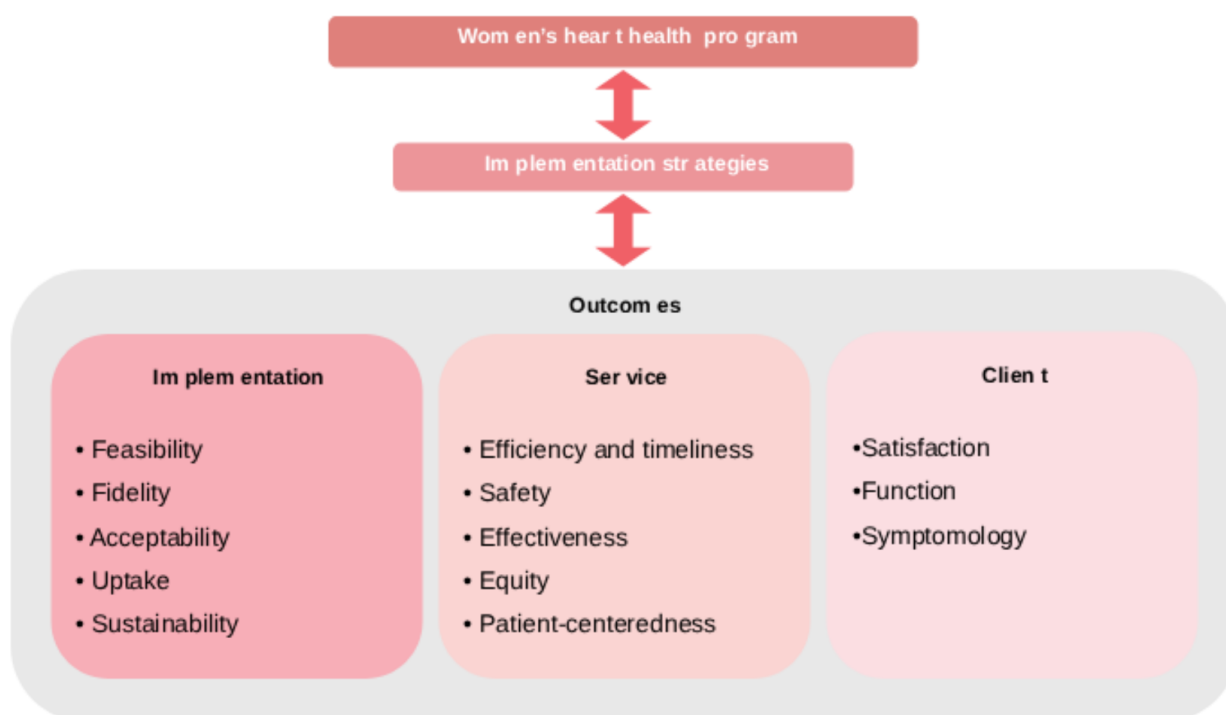 Wom en's hear t health pro gram
Im plem entation str ategies
Outcom es
Im plem entation
• Feasibility
• Fidelity
• Acceptability
• Uptake
• Sustainability
Ser vice
• Efficiency and timeliness
• Safety
• Effectiveness
• Equity
• Patient-centeredness
Clien t
•Satisfaction
•Function
•Symptomology